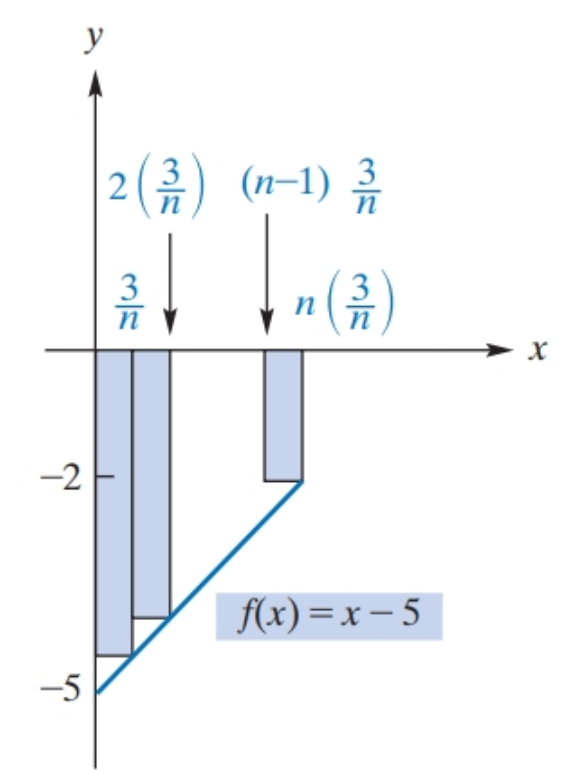 y
2(3/n) (n−1) 3/n
3/n n(3/n)
x
−2
f(x) = x − 5
−5